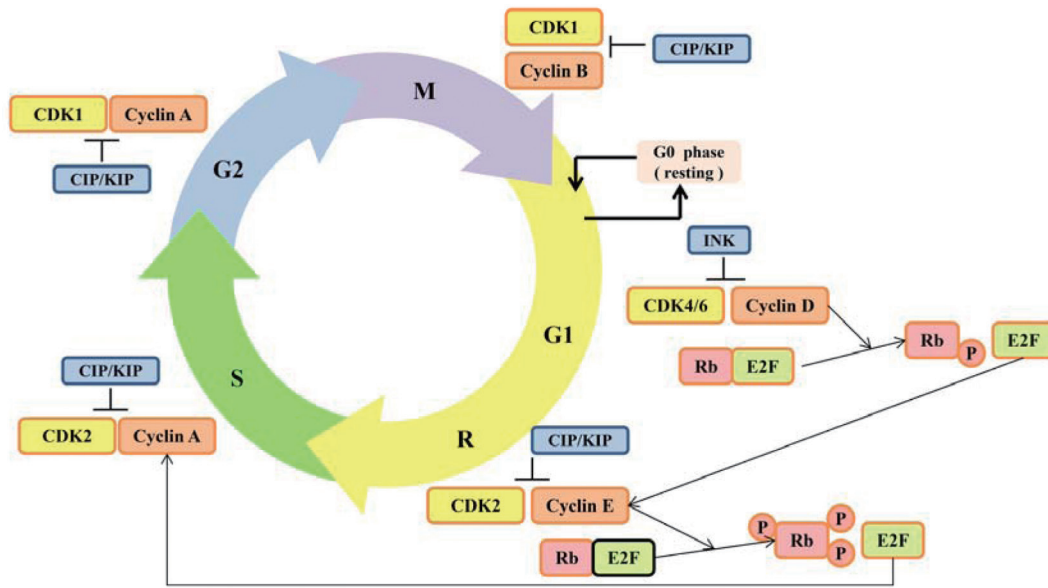 CDK1
Cyclin B
CIP/KIP
M
CDK1 Cyclin A
CIP/KIP
G2
G0 phase
( resting )
INK
CDK4/6 Cyclin D
G1
Rb E2F
Rb P E2F
S
CIP/KIP
CDK2 Cyclin A
R
CIP/KIP
CDK2 Cyclin E
Rb E2F
P Rb P P E2F